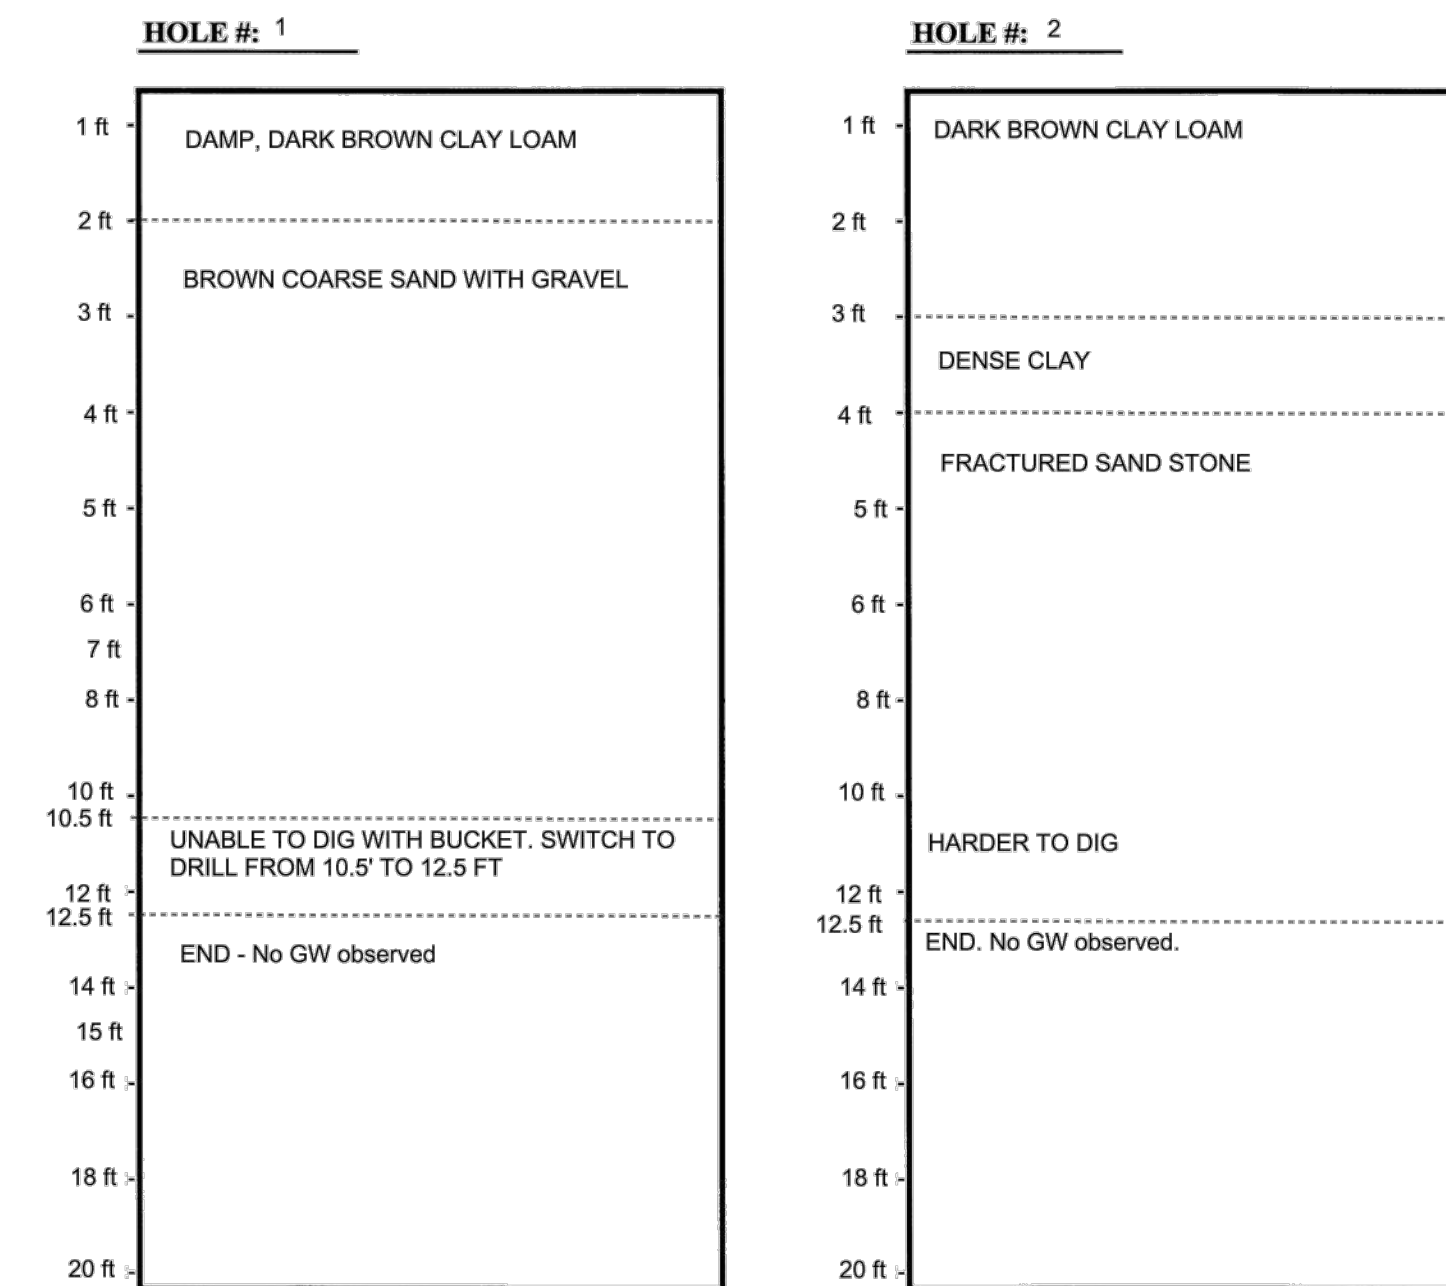 HOLE #: 1
1 ft
DAMP, DARK BROWN CLAY LOAM
2 ft
BROWN COARSE SAND WITH GRAVEL
3 ft
4 ft
5 ft
6 ft
7 ft
8 ft
10 ft
10.5 ft
UNABLE TO DIG WITH BUCKET. SWITCH TO
DRILL FROM 10.5' TO 12.5 FT
12 ft
12.5 ft
END - No GW observed
14 ft
15 ft
16 ft
18 ft
20 ft
HOLE #: 2
1 ft
DARK BROWN CLAY LOAM
2 ft
3 ft
DENSE CLAY
4 ft
FRACTURED SAND STONE
5 ft
6 ft
8 ft
10 ft
HARDER TO DIG
12 ft
12.5 ft
END. No GW observed.
14 ft
16 ft
18 ft
20 ft